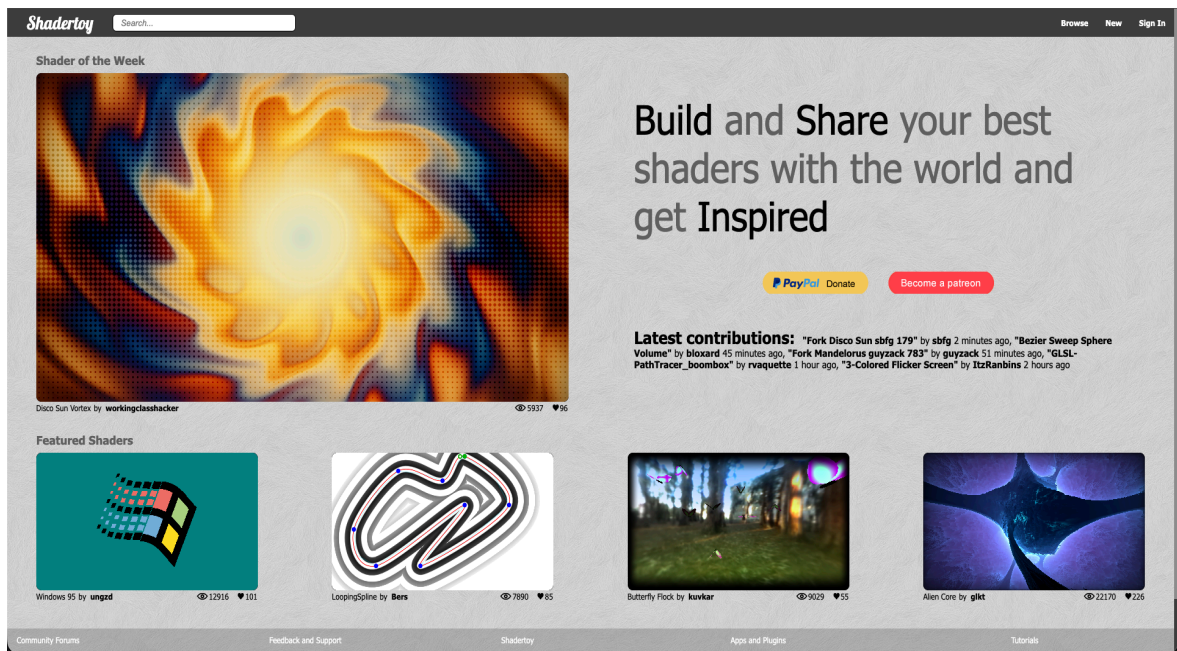 Shadertoy Search... Browse New Sign In
Shader of the Week
Build and Share your best
shaders with the world and
get Inspired
PayPal Donate Become a patreon
Latest contributions: "Fork Disco Sun sbfg 179" by sbfg 2 minutes ago, "Bezier Sweep Sphere
Volume" by bloxard 45 minutes ago, "Fork Mandelorus guyzack 783" by guyzack 51 minutes ago, "GLSL-
PathTracer_boombox" by rvaquette 1 hour ago, "3-Colored Flicker Screen" by ItzRanbins 2 hours ago
Disco Sun Vortex by workingclasshacker 5937 ♥96
Featured Shaders
Windows 95 by ungzd 12916 ♥101
LoopingSpline by Bers 7890 ♥85
Butterfly Flock by kuvkar 9029 ♥55
Alien Core by glkt 22170 ♥226
Community Forums Feedback and Support Shadertoy Apps and Plugins Tutorials